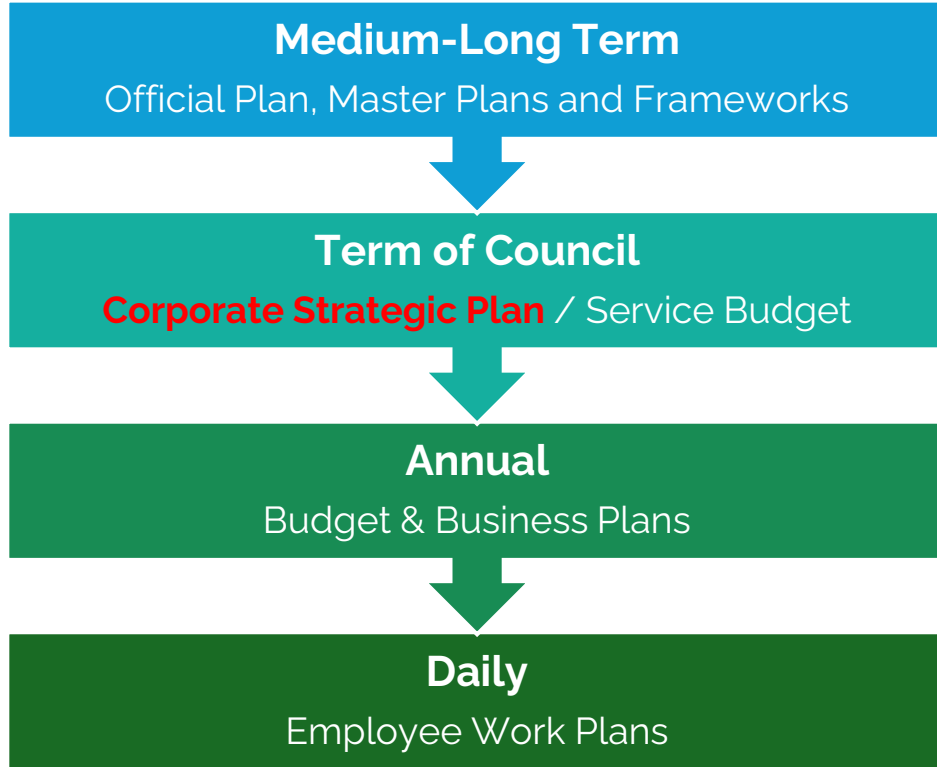 Medium-Long Term
Official Plan, Master Plans and Frameworks
Term of Council
Corporate Strategic Plan / Service Budget
Annual
Budget & Business Plans
Daily
Employee Work Plans